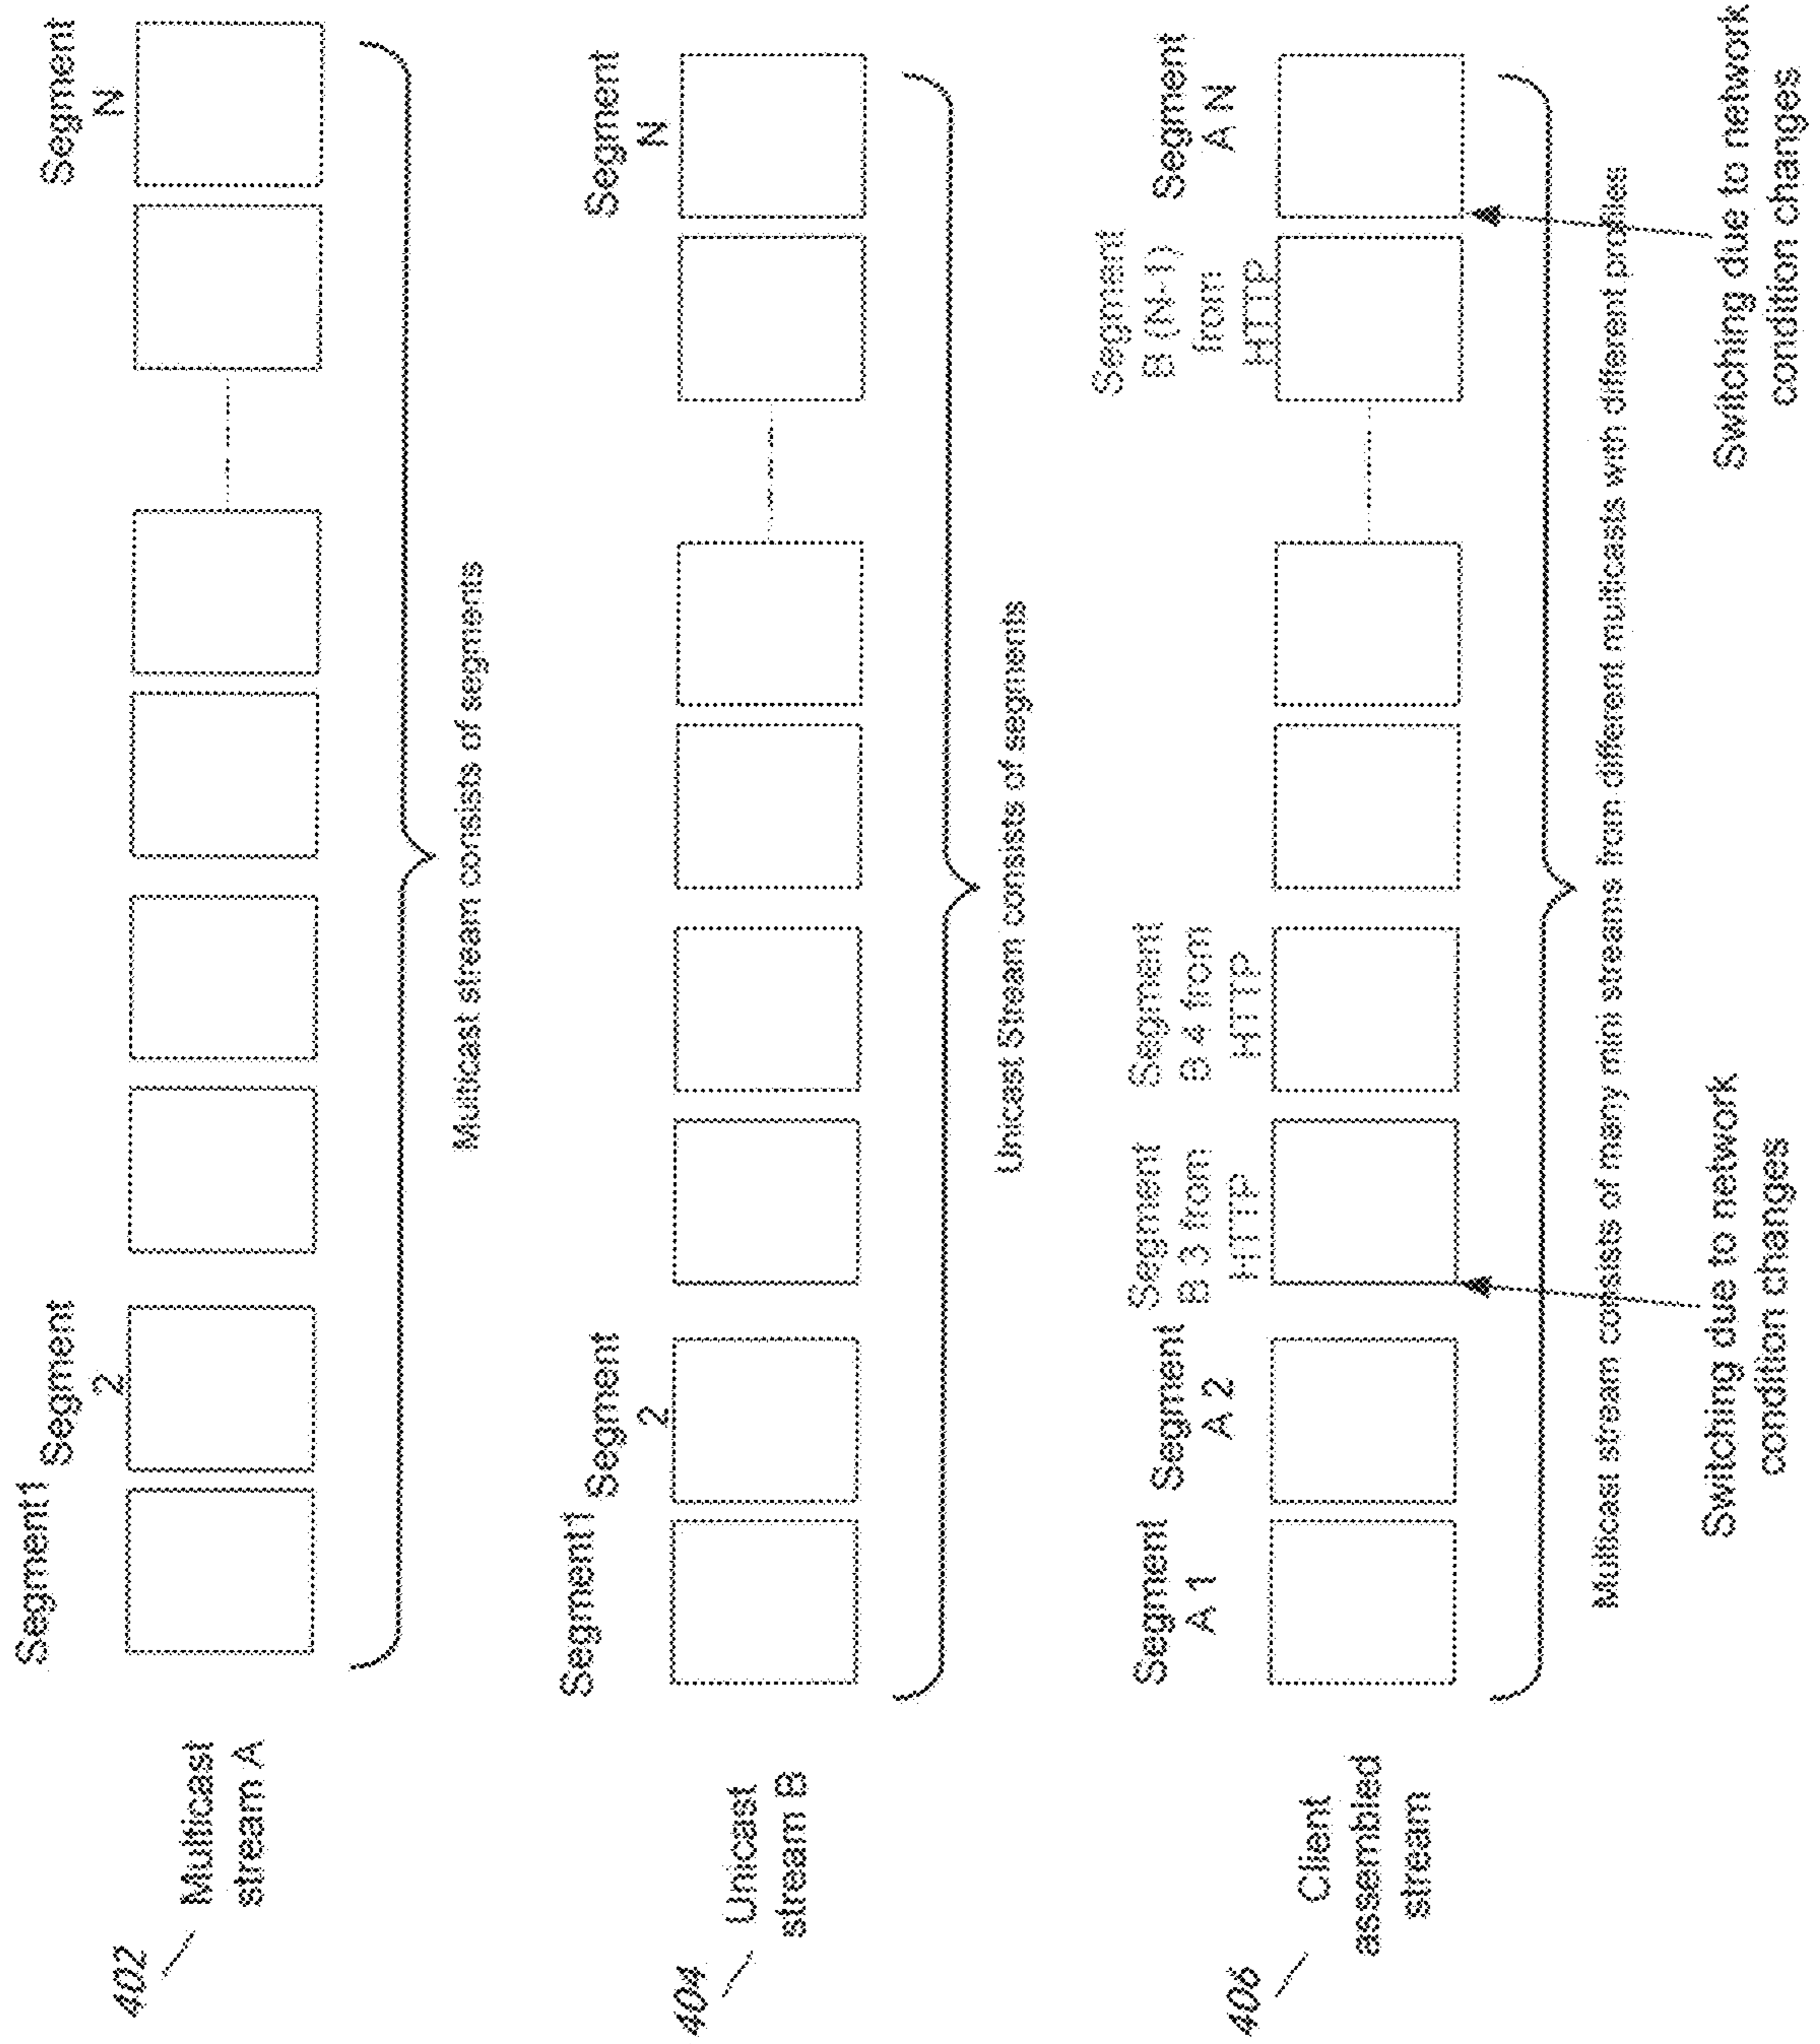 402
Multicast
stream A
Segment1
Segment
2
Segment
N
Multicast stream consists of segments
404
Unicast
stream B
Segment1
Segment
2
Segment
N
Unicast Stream consists of segments
406
Client
assembled
stream
Segment
A 1
Segment
A 2
Segment
B 3 from
HTTP
Segment
B 4 from
HTTP
Segment
B (N-1)
from
HTTP
Segment
A N
Multicast stream consists of many mini streams from different multicasts with different profiles
Switching due to network
condition changes
Switching due to network
condition changes